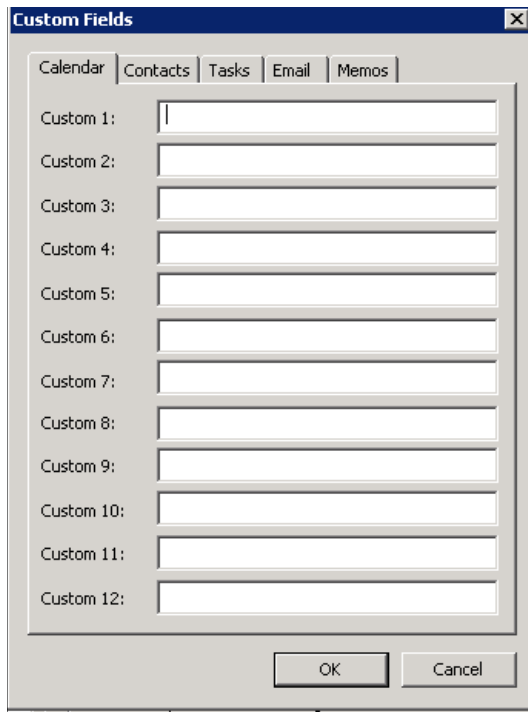 Custom Fields
Calendar Contacts Tasks Email Memos
Custom 1:
Custom 2:
Custom 3:
Custom 4:
Custom 5:
Custom 6:
Custom 7:
Custom 8:
Custom 9:
Custom 10:
Custom 11:
Custom 12:
OK Cancel